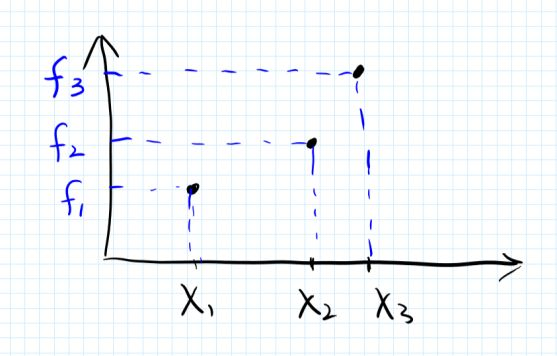 f₃
f₂
f₁
x₁ x₂ x₃